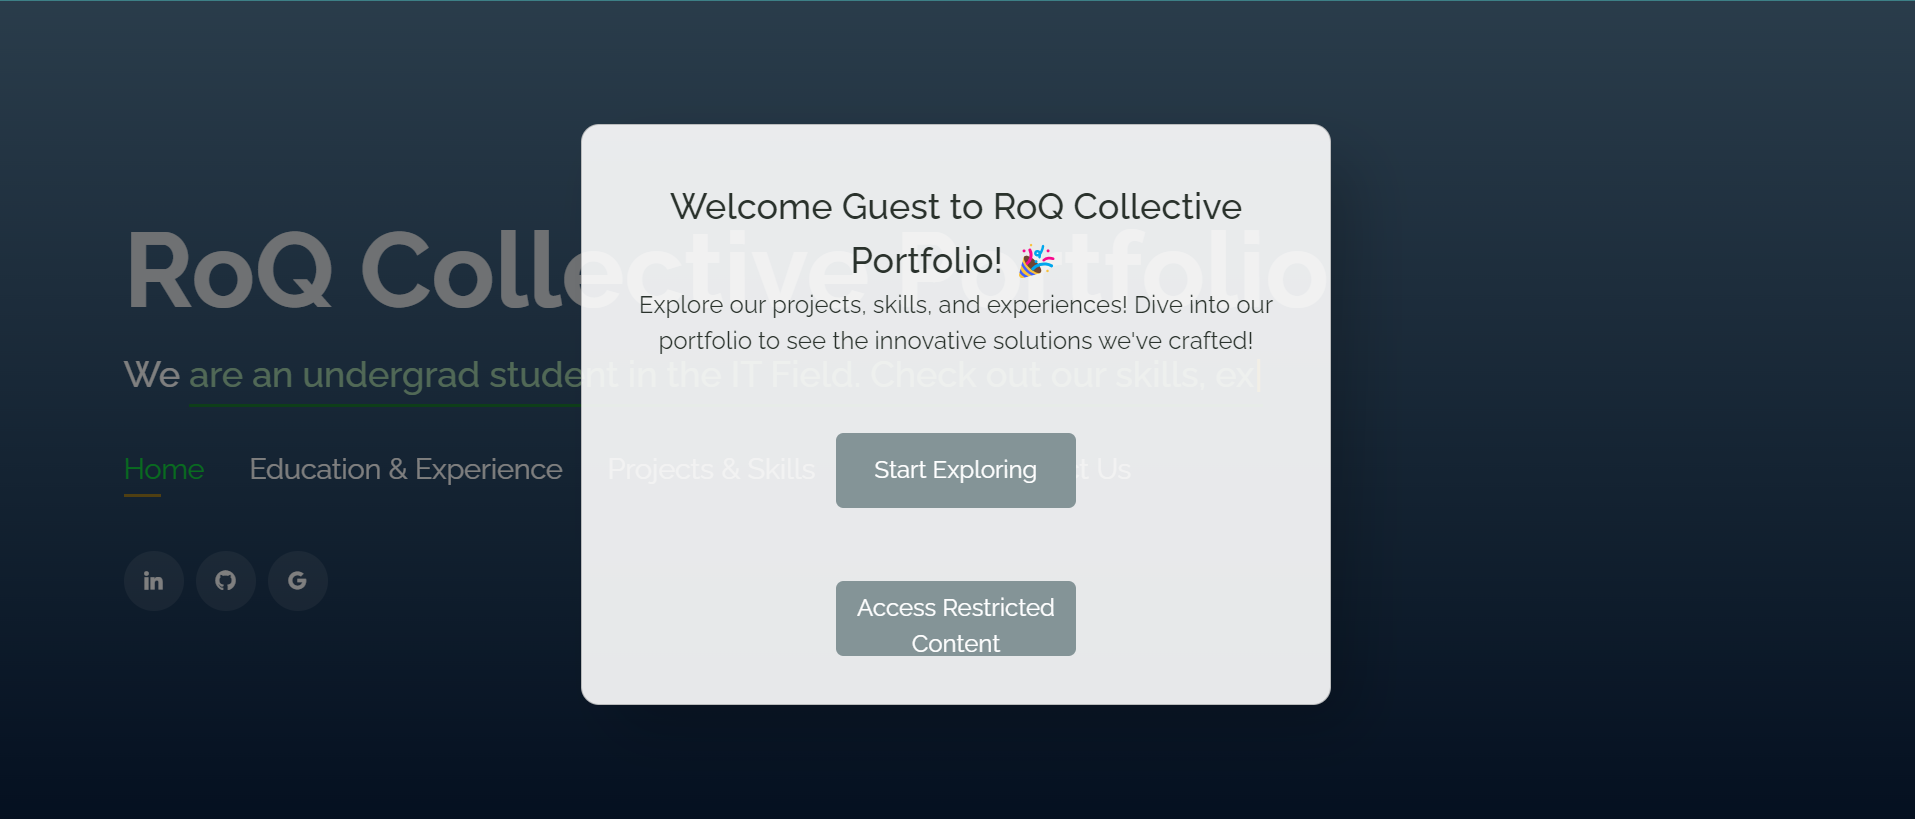 Welcome Guest to RoQ Collective
Portfolio! 🎉
Explore our projects, skills, and experiences! Dive into our
portfolio to see the innovative solutions we've crafted!
Start Exploring
Access Restricted
Content
RoQ Collective Portfolio
We are an undergrad student in the IT Field. Check out our skills, ex|
Home
Education & Experience
Projects & Skills
Us
in
G